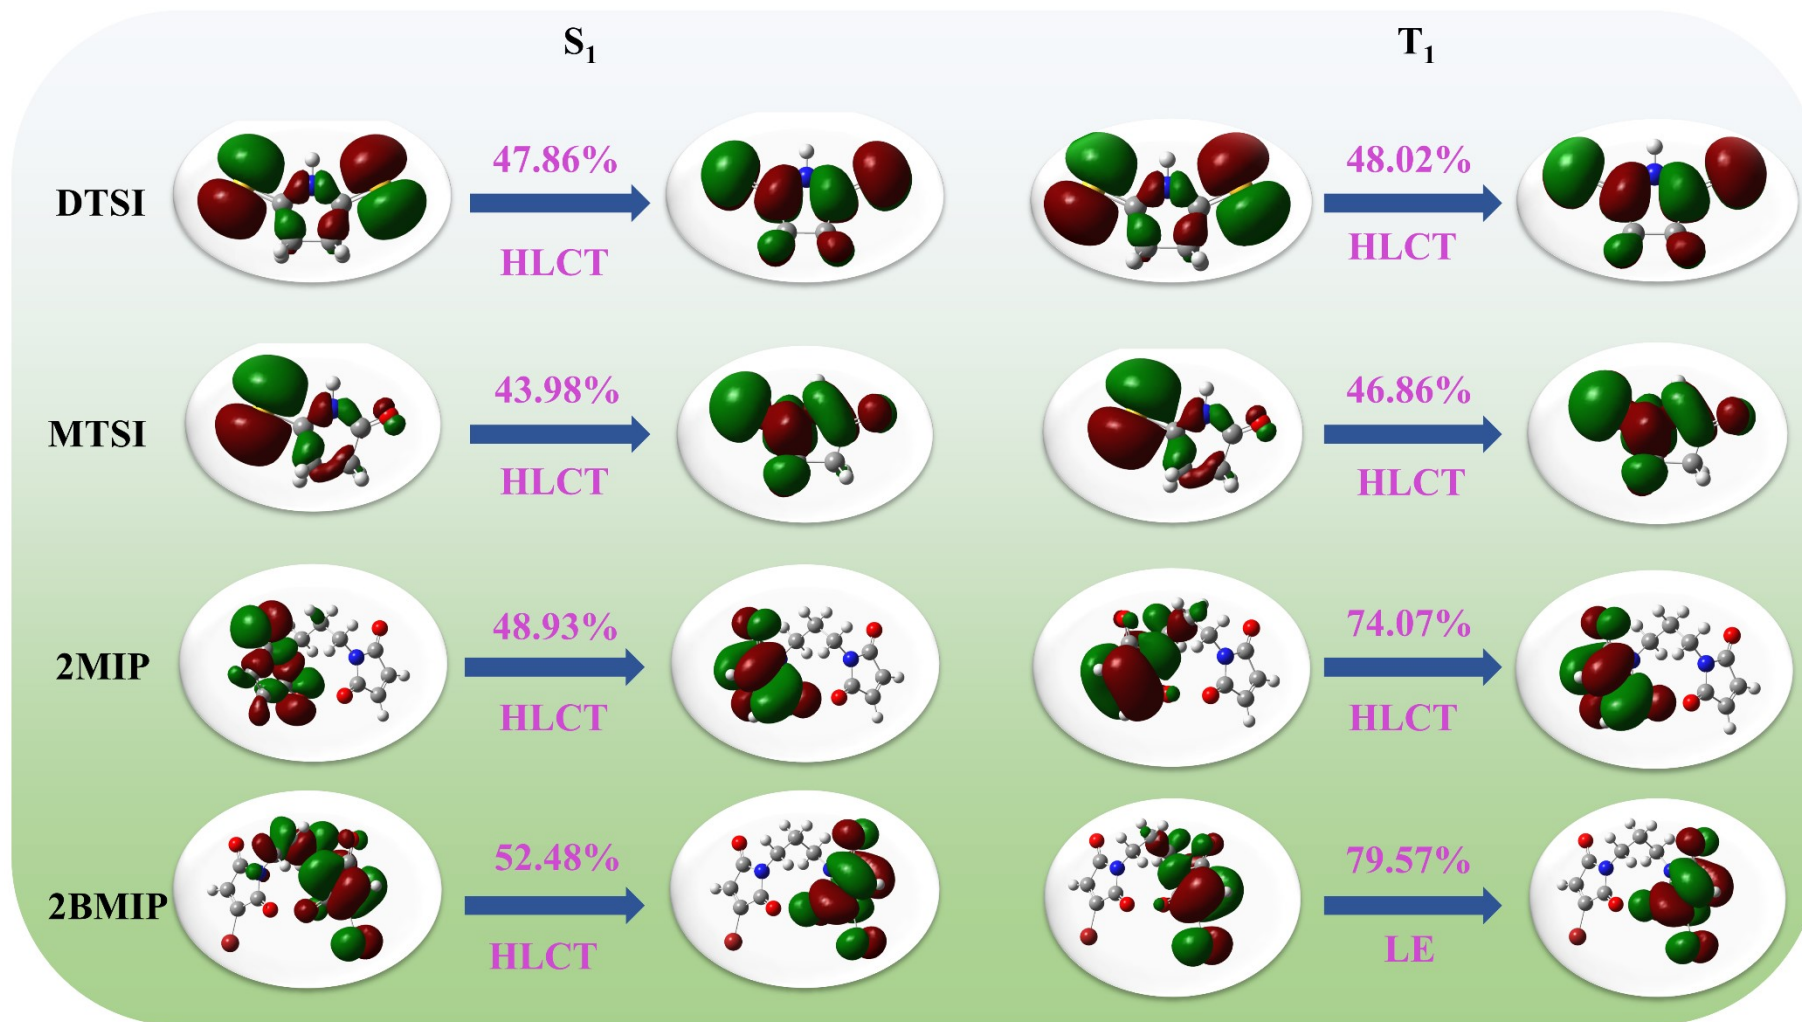 S₁ T₁
47.86% 48.02%
DTSI
HLCT HLCT
43.98% 46.86%
MTSI
HLCT HLCT
48.93% 74.07%
2MIP
HLCT HLCT
52.48% 79.57%
2BMIP
HLCT LE